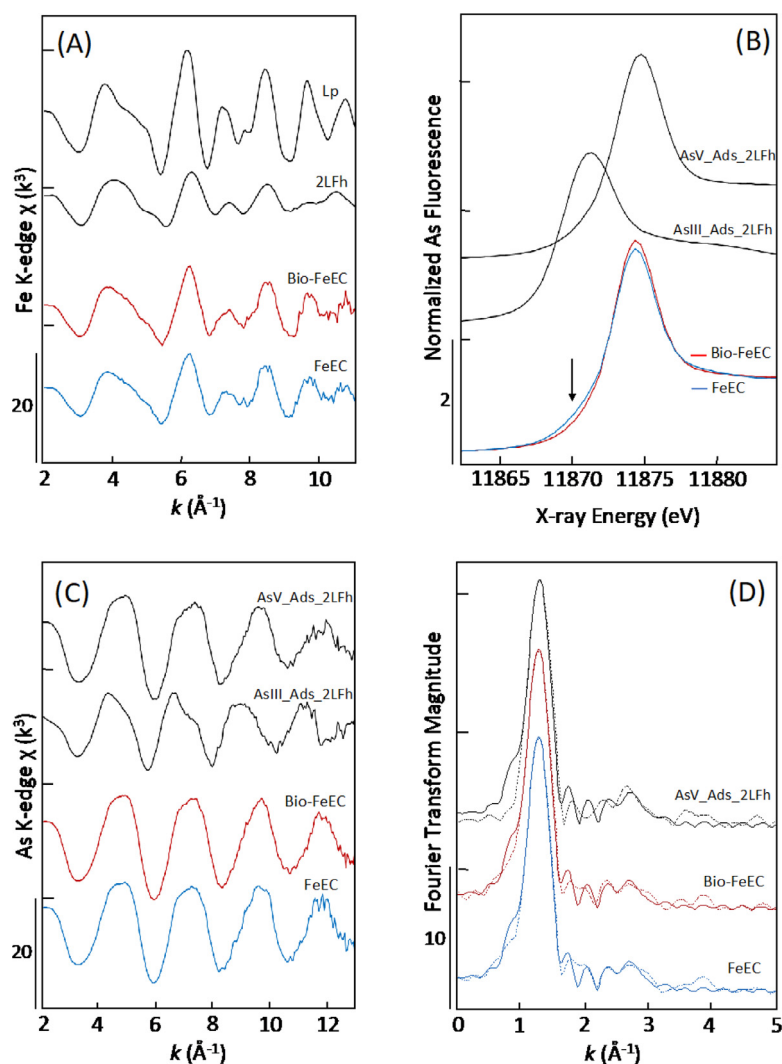 (A)
Lp
2LFh
Bio-FeEC
FeEC
Fe K-edge χ (k³)
20
2 4 6 8 10
k (Å⁻¹)
(B)
AsV_Ads_2LFh
AsIII_Ads_2LFh
Bio-FeEC
FeEC
Normalized As Fluorescence
2
11865 11870 11875 11880
X-ray Energy (eV)
(C)
AsV_Ads_2LFh
AsIII_Ads_2LFh
Bio-FeEC
FeEC
As K-edge χ (k³)
20
2 4 6 8 10 12
k (Å⁻¹)
(D)
AsV_Ads_2LFh
Bio-FeEC
FeEC
Fourier Transform Magnitude
10
0 1 2 3 4 5
k (Å⁻¹)